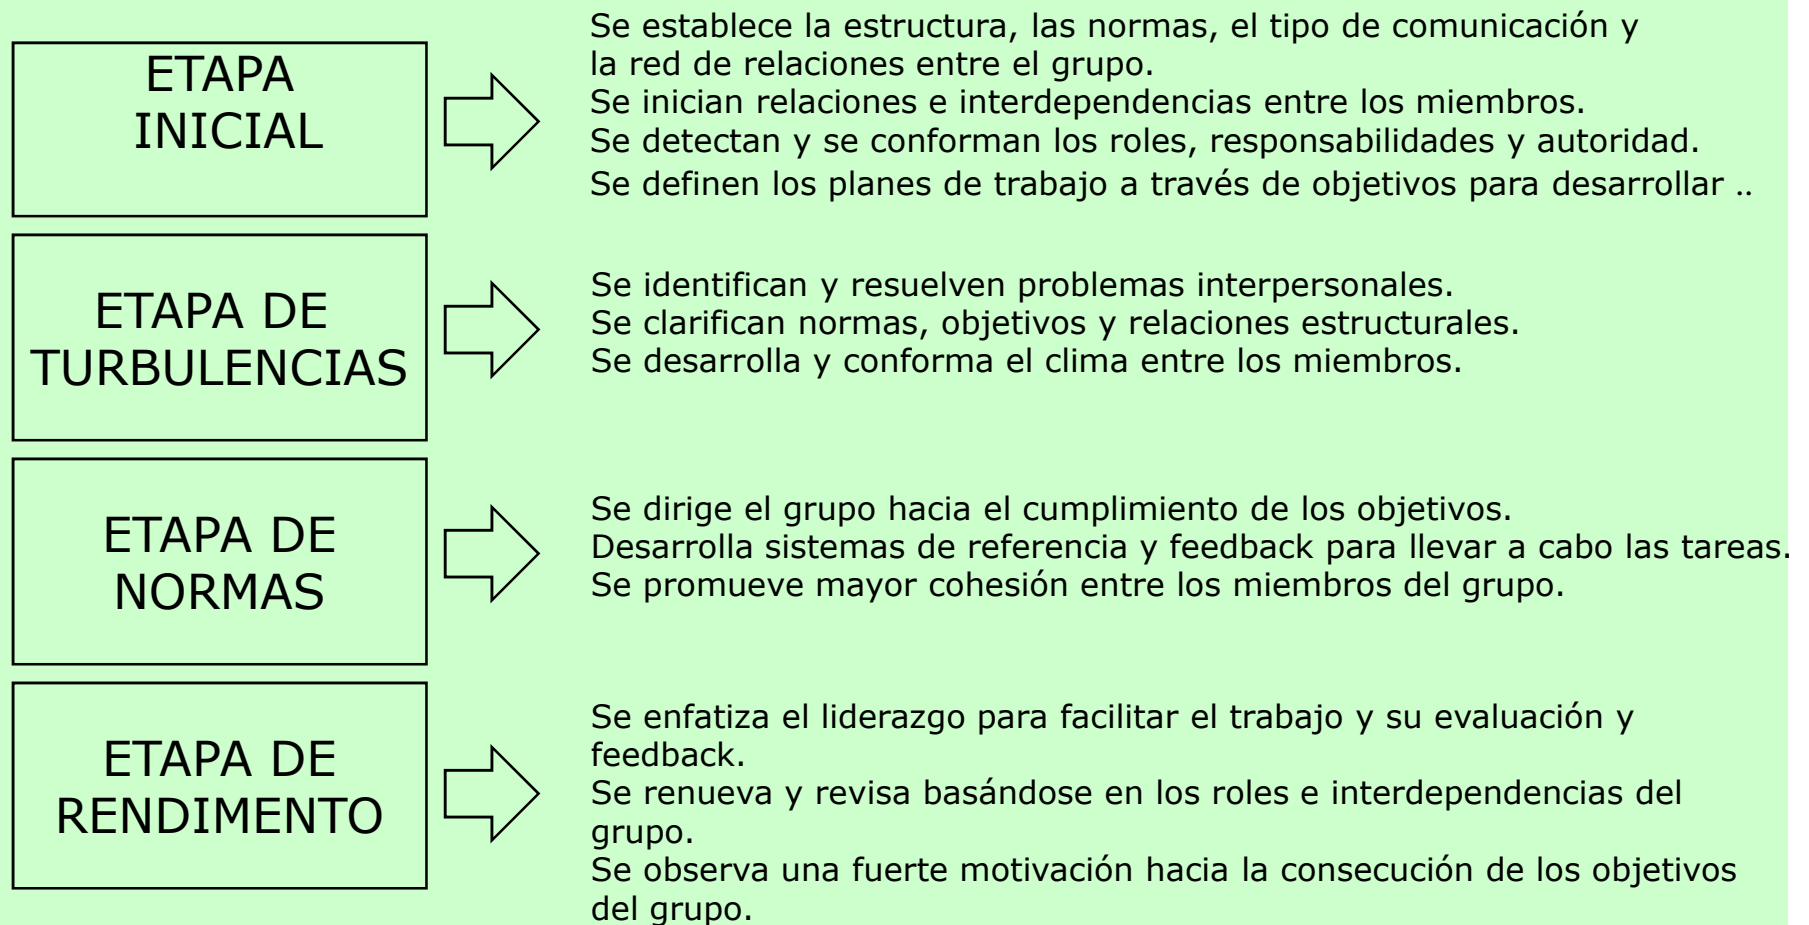 ETAPA
INICIAL
Se establece la estructura, las normas, el tipo de comunicación y
la red de relaciones entre el grupo.
Se inician relaciones e interdependencias entre los miembros.
Se detectan y se conforman los roles, responsabilidades y autoridad.
Se definen los planes de trabajo a través de objetivos para desarrollar ..
ETAPA DE
TURBULENCIAS
Se identifican y resuelven problemas interpersonales.
Se clarifican normas, objetivos y relaciones estructurales.
Se desarrolla y conforma el clima entre los miembros.
ETAPA DE
NORMAS
Se dirige el grupo hacia el cumplimiento de los objetivos.
Desarrolla sistemas de referencia y feedback para llevar a cabo las tareas.
Se promueve mayor cohesión entre los miembros del grupo.
ETAPA DE
RENDIMENTO
Se enfatiza el liderazgo para facilitar el trabajo y su evaluación y
feedback.
Se renueva y revisa basándose en los roles e interdependencias del
grupo.
Se observa una fuerte motivación hacia la consecución de los objetivos
del grupo.